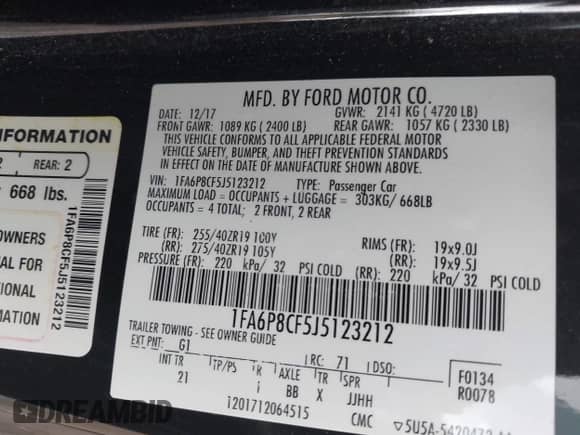 INFORMATION
2 REAR: 2
668 lbs.
OWNERS
AL FOR
TIONAL
1FA6P8CF5J5123212
MFD. BY FORD MOTOR CO.
DATE: 12/17 GVWR: 2141 KG (4720 LB)
FRONT GAWR: 1089 KG (2400 LB) REAR GAWR: 1057 KG (2330 LB)
THIS VEHICLE CONFORMS TO ALL APPLICABLE FEDERAL MOTOR
VEHICLE SAFETY, BUMPER, AND THEFT PREVENTION STANDARDS
IN EFFECT ON THE DATE OF MANUFACTURE SHOWN ABOVE.
VIN: 1FA6P8CF5J5123212 TYPE: Passenger Car
MAXIMUM LOAD = OCCUPANTS + LUGGAGE = 303KG/ 668LB
OCCUPANTS = 4 TOTAL; 2 FRONT, 2 REAR
TIRE (FR): 255/40ZR19 100Y RIMS (FR): 19x9.0J
(RR): 275/40ZR19 105Y (RR): 19x9.5J
PRESSURE (FR): 220 kPa/ 32 PSI COLD (RR): 220 kPa/ 32 PSI COLD
1FA6P8CF5J5123212
TRAILER TOWING - SEE OWNER GUIDE
EXT PNT: G1 RC: 71 DSO: F0134
INT TR TP/PS R AXLE TR SPR R0078
21 i BB X JJHH
1201712064515 CMC
DREAMBID